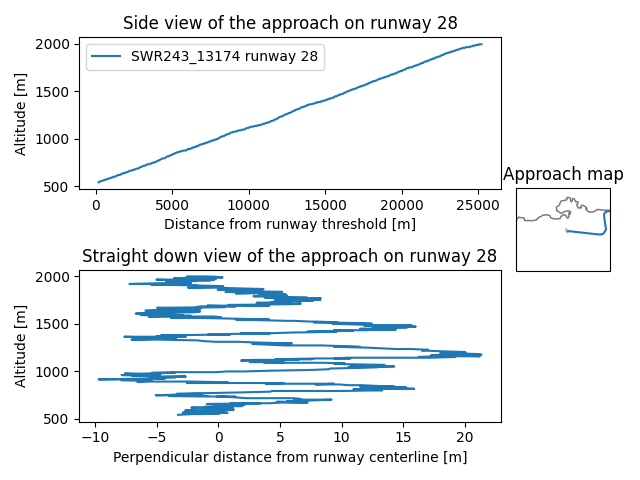 Side view of the approach on runway 28
2000
1500
1000
500
Altitude [m]
SWR243_13174 runway 28
0
5000
10000
15000
20000
25000
Distance from runway threshold [m]
Approach map
Straight down view of the approach on runway 28
2000
1500
1000
500
Altitude [m]
−10
−5
0
5
10
15
20
Perpendicular distance from runway centerline [m]